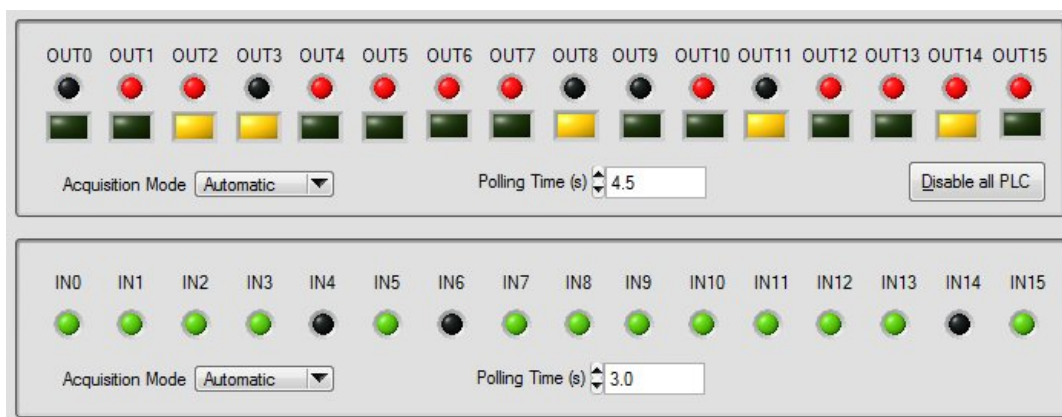 OUT0 OUT1 OUT2 OUT3 OUT4 OUT5 OUT6 OUT7 OUT8 OUT9 OUT10 OUT11 OUT12 OUT13 OUT14 OUT15
Acquisition Mode Automatic Polling Time (s) 4.5 Disable all PLC
IN0 IN1 IN2 IN3 IN4 IN5 IN6 IN7 IN8 IN9 IN10 IN11 IN12 IN13 IN14 IN15
Acquisition Mode Automatic Polling Time (s) 3.0